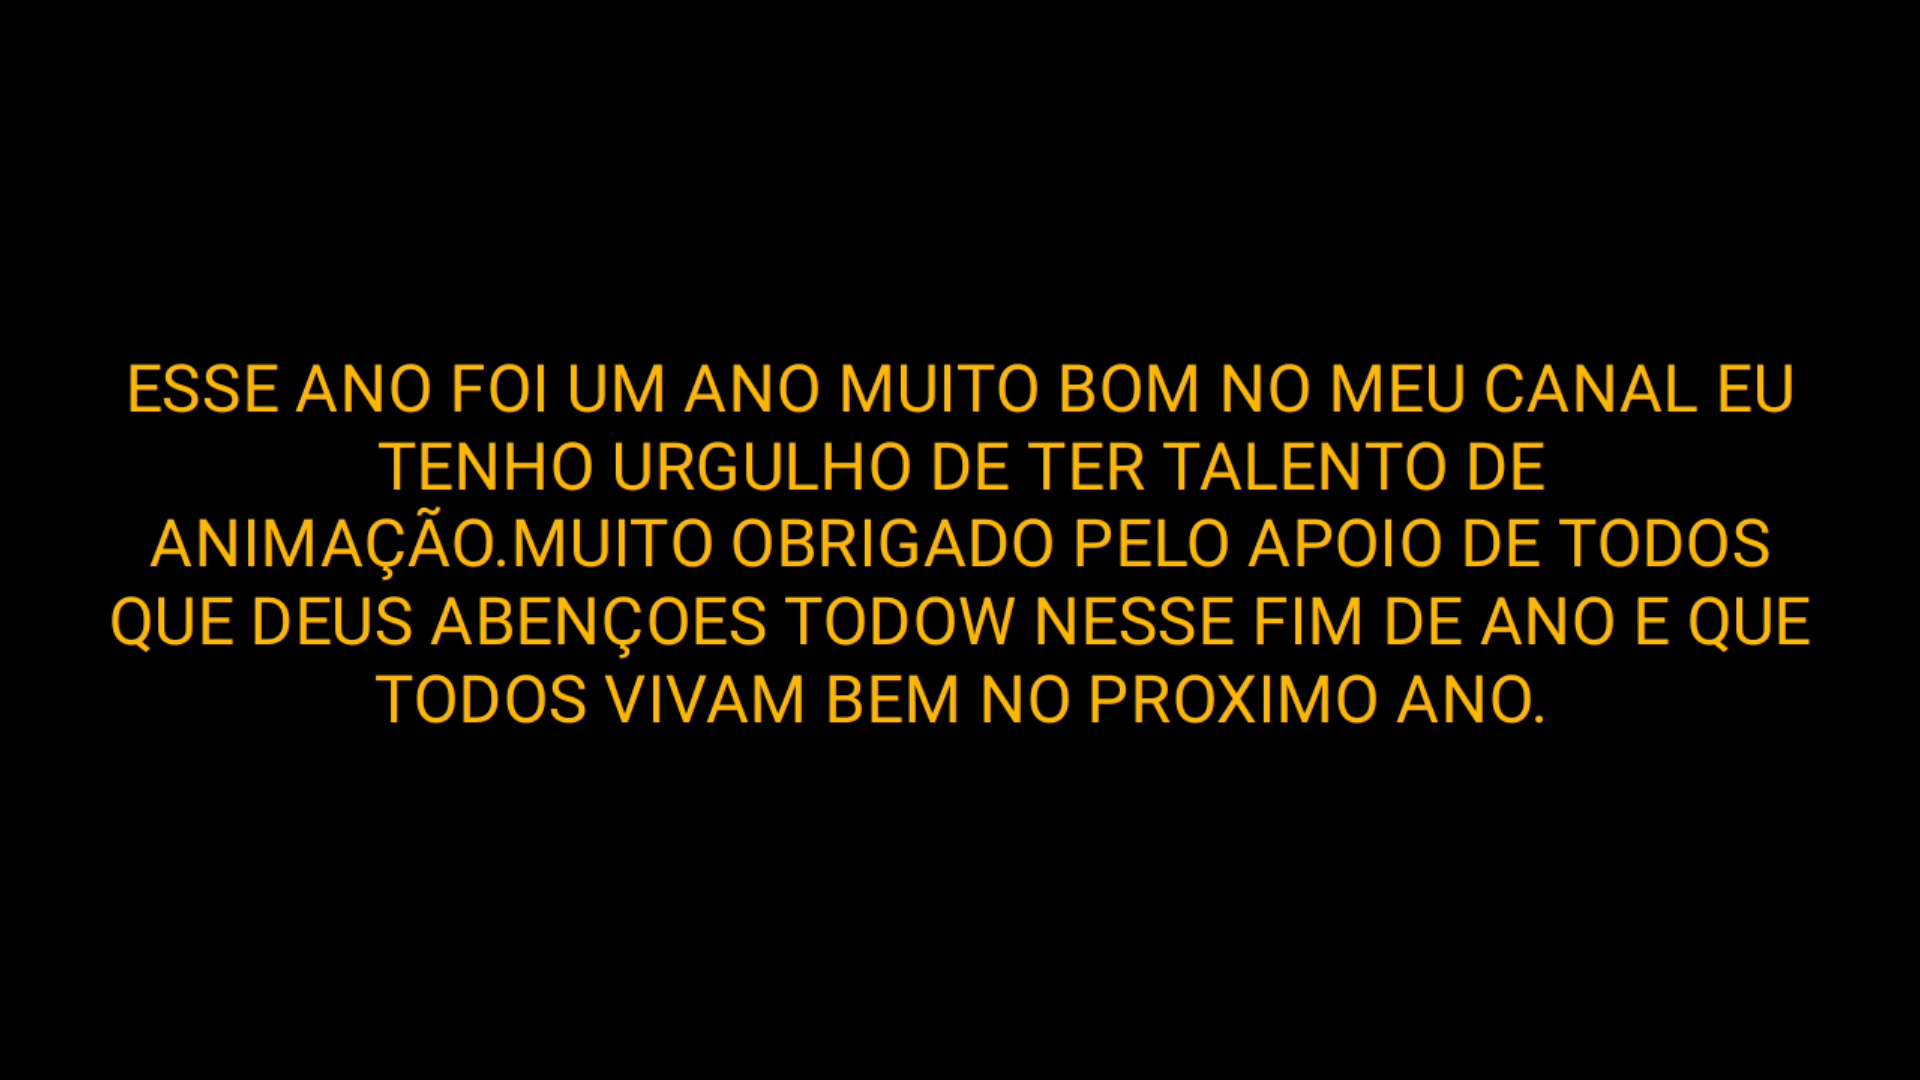 ESSE ANO FOI UM ANO MUITO BOM NO MEU CANAL EU
TENHO URGULHO DE TER TALENTO DE
ANIMAÇÃO.MUITO OBRIGADO PELO APOIO DE TODOS
QUE DEUS ABENÇOES TODOW NESSE FIM DE ANO E QUE
TODOS VIVAM BEM NO PROXIMO ANO.